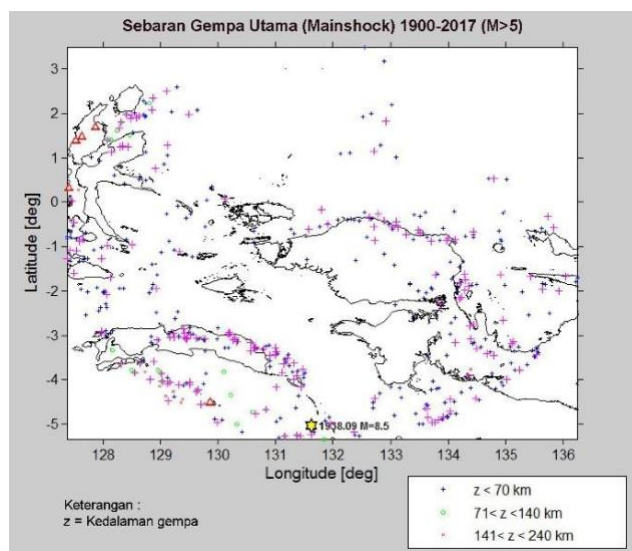 Sebaran Gempa Utama (Mainshock) 1900-2017 (M>5)
3
2
1
0
-1
-2
-3
-4
-5
Latitude [deg]
1938.09 M=8.5
128 129 130 131 132 133 134 135 136
Longitude [deg]
Keterangan :
z = Kedalaman gempa
z < 70 km
71< z <140 km
141< z < 240 km